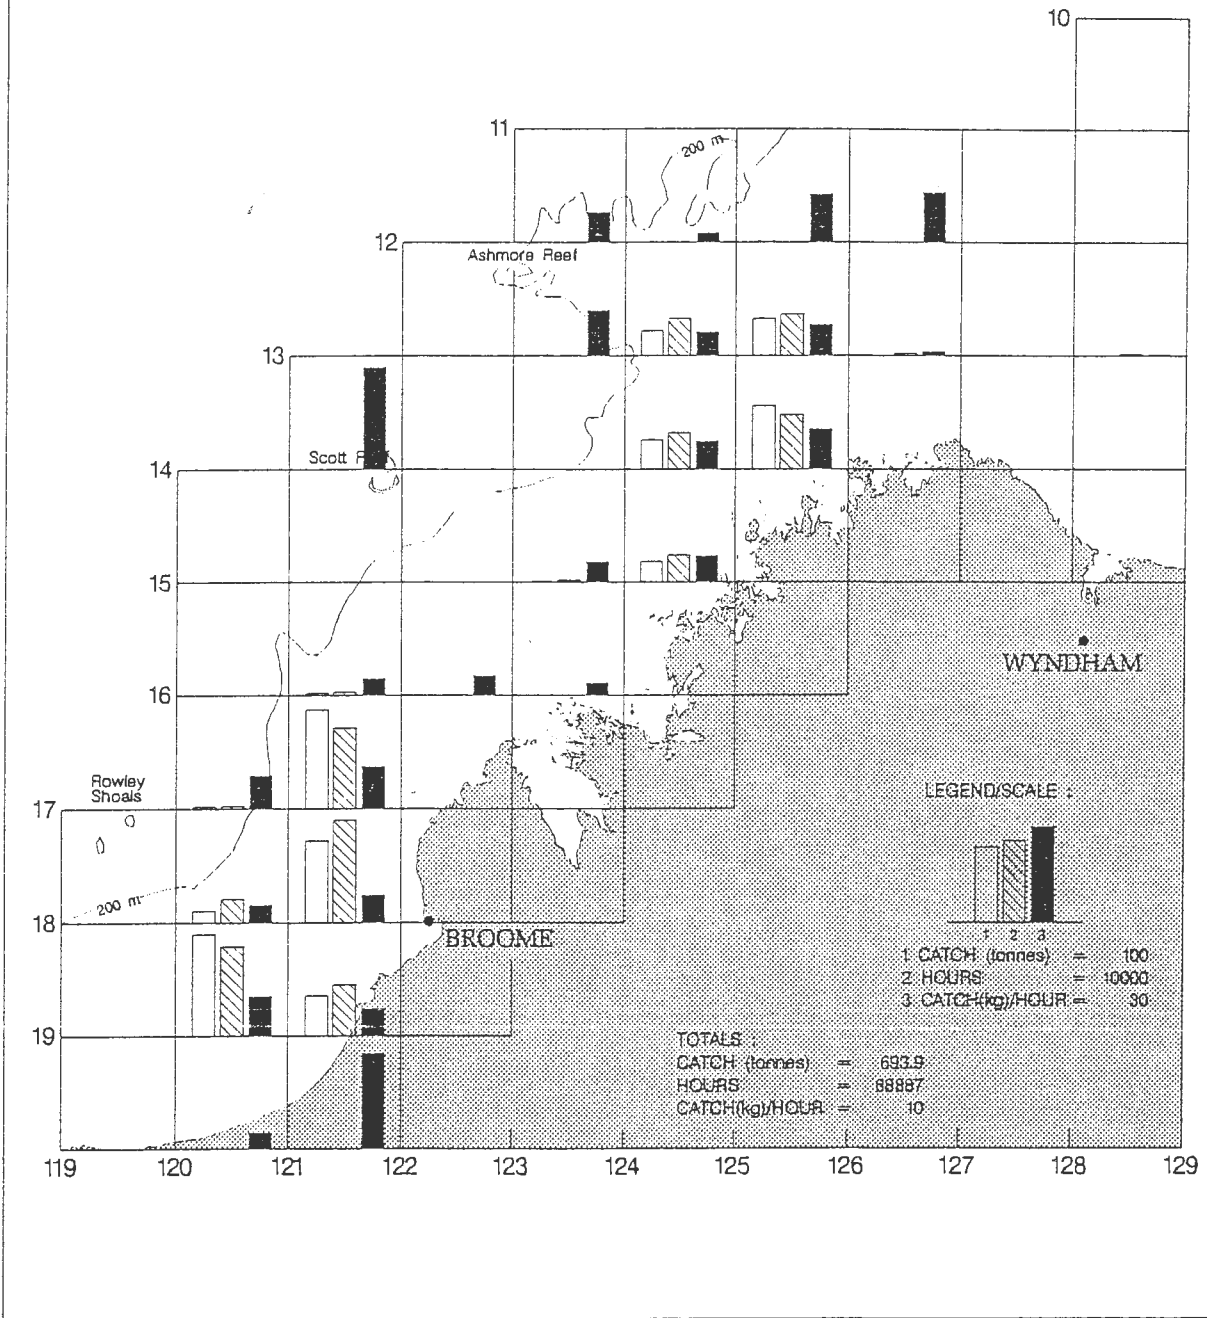 10
11
200 m
12
Ashmore Reef
13
Scott
14
15
WYNDHAM
16
Rowley
Shoals
LEGEND/SCALE :
17
200 m
18
BROOME
1 2 3
1 CATCH (tonnes) = 100
2 HOURS = 10000
3 CATCH(kg)/HOUR = 30
19
TOTALS :
CATCH (tonnes) = 693.9
HOURS =
CATCH(kg)/HOUR = 10
119 120 121 122 123 124 125 126 127 128 129